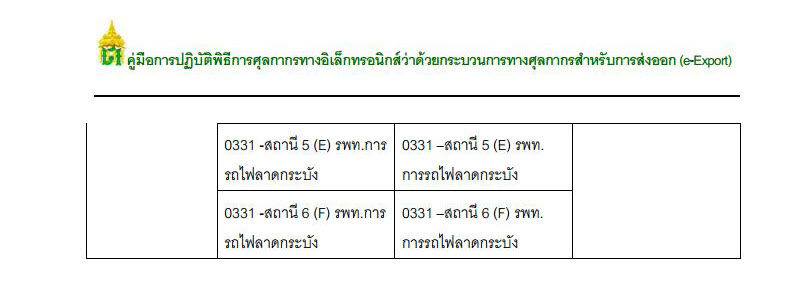 คู่มือการปฏิบัติพิธีการศุลกากรทางอิเล็กทรอนิกส์ว่าด้วยกระบวนการทางศุลกากรสำหรับการส่งออก (e-Export)
0331 -สถานี 5 (E) รพท.การ
รถไฟลาดกระบัง
0331 –สถานี 5 (E) รพท.
การรถไฟลาดกระบัง
0331 -สถานี 6 (F) รพท.การ
รถไฟลาดกระบัง
0331 –สถานี 6 (F) รพท.
การรถไฟลาดกระบัง